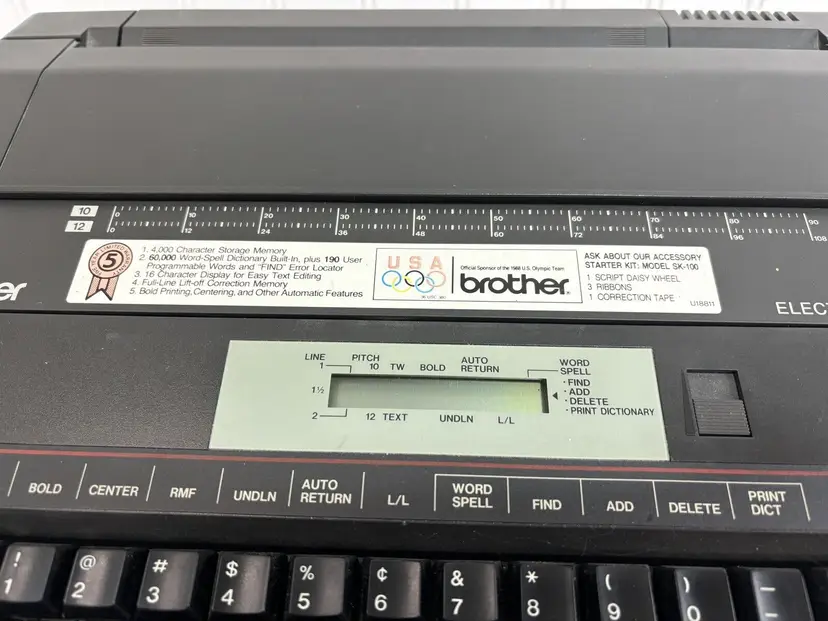 10
0 10 20 30 40 50 60 70 80 90
12
0 12 24 36 48 60 72 84 96 108
5 YEAR LIMITED WARRANTY
1. 4,000 Character Storage Memory
2. 60,000 Word-Spell Dictionary Built-In, plus 190 User
Programmable Words and "FIND" Error Locator
3. 16 Character Display for Easy Text Editing
4. Full-Line Lift-off Correction Memory
5. Bold Printing, Centering, and Other Automatic Features
USA
Official Sponsor of the 1988 U.S. Olympic Team
brother
ASK ABOUT OUR ACCESSORY
STARTER KIT: MODEL SK-100
1 SCRIPT DAISY WHEEL
3 RIBBONS
1 CORRECTION TAPE
U18811
er
ELECT
LINE PITCH AUTO WORD
1 10 TW BOLD RETURN SPELL
1½
· FIND
· ADD
· DELETE
· PRINT DICTIONARY
2 12 TEXT UNDLN L/L
BOLD CENTER RMF UNDLN AUTO RETURN L/L WORD SPELL FIND ADD DELETE PRINT DICT
! @ # $ % ¢ & * ( ) _
1 2 3 4 5 6 7 8 9 0 -